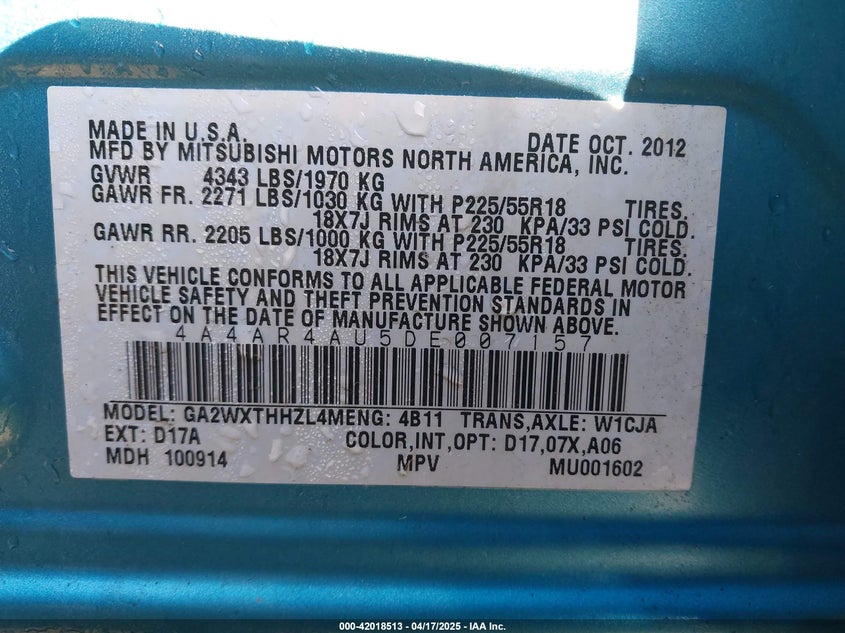 MADE IN U.S.A. DATE OCT. 2012
MFD BY MITSUBISHI MOTORS NORTH AMERICA, INC.
GVWR 4343 LBS/1970 KG
GAWR FR. 2271 LBS/1030 KG WITH P225/55R18 TIRES.
18X7J RIMS AT 230 KPA/33 PSI COLD.
GAWR RR. 2205 LBS/1000 KG WITH P225/55R18 TIRES.
18X7J RIMS AT 230 KPA/33 PSI COLD.
THIS VEHICLE CONFORMS TO ALL APPLICABLE FEDERAL MOTOR
VEHICLE SAFETY AND THEFT PREVENTION STANDARDS IN
EFFECT ON THE DATE OF MANUFACTURE SHOWN ABOVE.
4A4AR4AU5DE007157
MODEL: GA2WXTHHZL4MENG: 4B11 TRANS,AXLE: W1CJA
EXT: D17A COLOR,INT,OPT: D17,07X,A06
MDH 100914 MPV MU001602
000-42018513 - 04/17/2025 - IAA Inc.